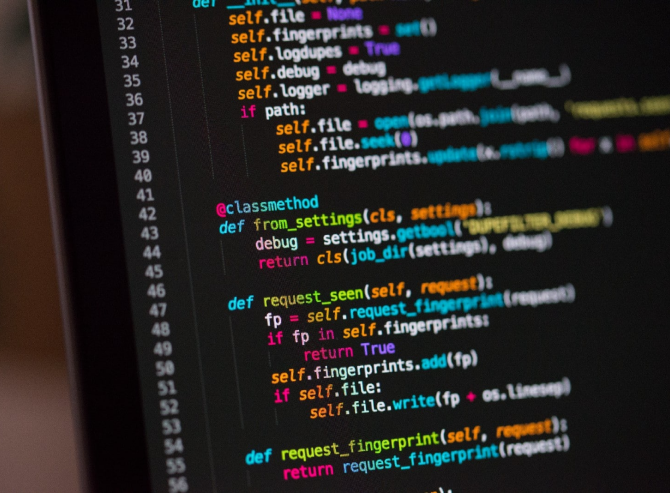 31 def __init__(self,
32 self.file = None
33 self.fingerprints = set()
34 self.logdupes = True
35 self.debug = debug
36 self.logger = logging.getLogger(__name__)
37 if path:
38 self.file = open(os.path.join(path,
39 self.file.seek(0)
40 self.fingerprints.update(x.rstrip() for x in self
41
42 @classmethod
43 def from_settings(cls, settings):
44 debug = settings.getbool('DUPEFILTER_DEBUG')
45 return cls(job_dir(settings), debug)
46
47 def request_seen(self, request):
48 fp = self.request_fingerprint(request)
49 if fp in self.fingerprints:
50 return True
51 self.fingerprints.add(fp)
52 if self.file:
53 self.file.write(fp + os.linesep)
54
55 def request_fingerprint(self, request):
56 return request_fingerprint(request)